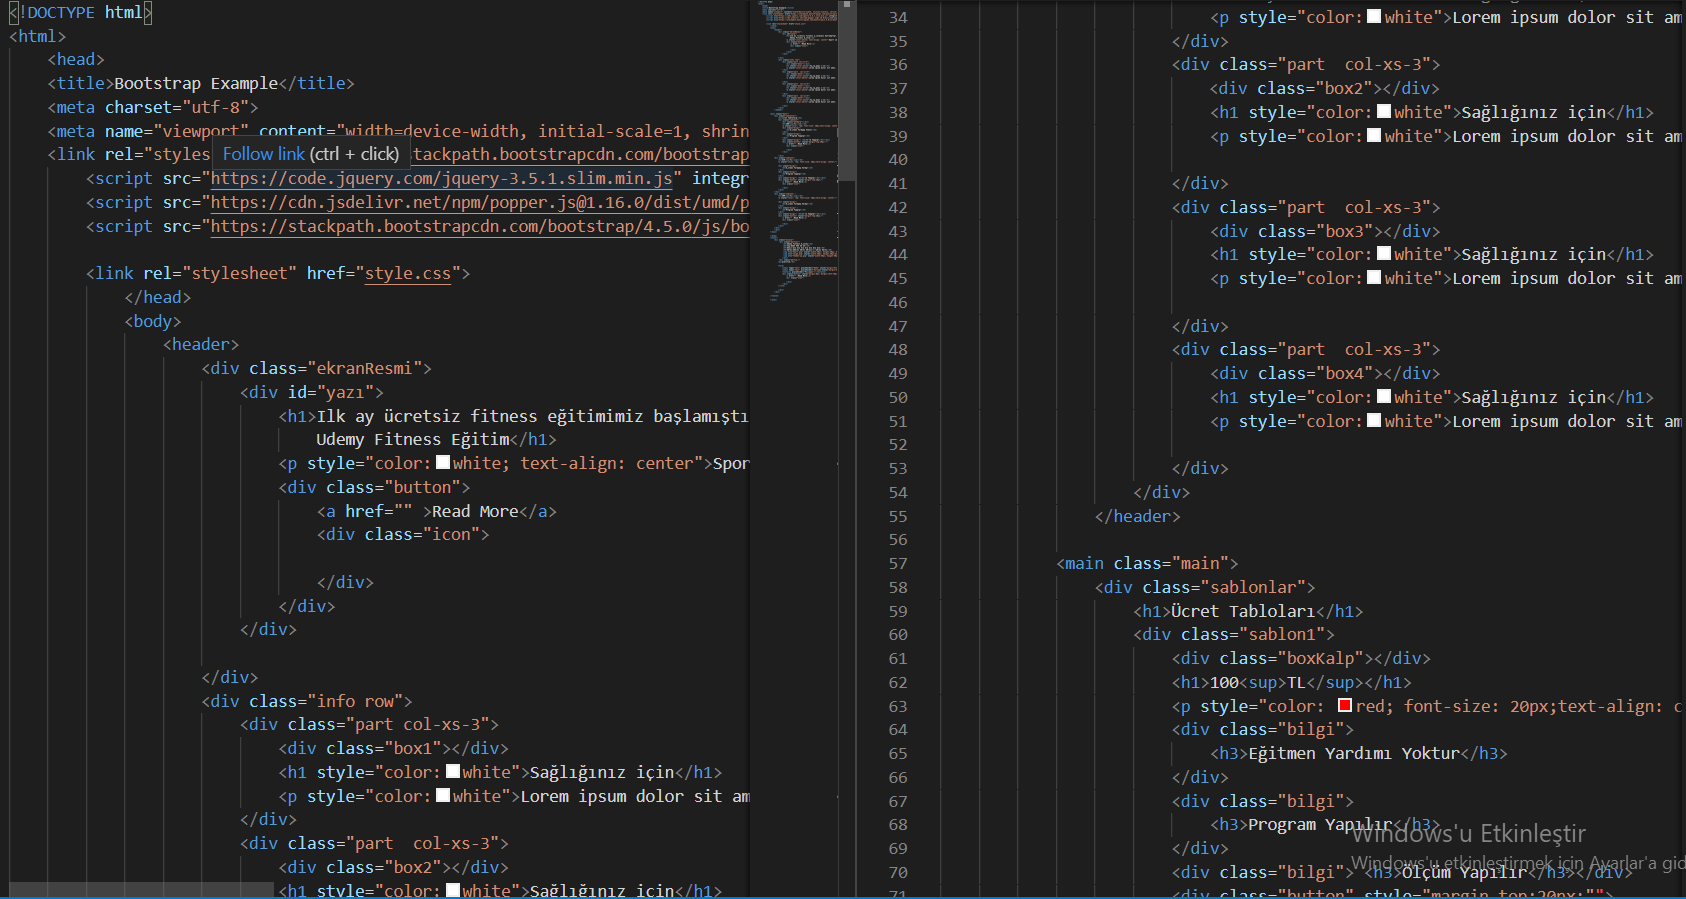 <!DOCTYPE html>
<html>
<head>
<title>Bootstrap Example</title>
<meta charset="utf-8">
<meta name="viewport" content="width=device-width, initial-scale=1, shrin
<link rel="styles
Follow link (ctrl + click)
tackpath.bootstrapcdn.com/bootstrap
<script src="https://code.jquery.com/jquery-3.5.1.slim.min.js" integr
<script src="https://cdn.jsdelivr.net/npm/popper.js@1.16.0/dist/umd/p
<script src="https://stackpath.bootstrapcdn.com/bootstrap/4.5.0/js/bo
<link rel="stylesheet" href="style.css">
</head>
<body>
<header>
<div class="ekranResmi">
<div id="yazı">
<h1>Ilk ay ücretsiz fitness eğitimimiz başlamıştı
Udemy Fitness Eğitim</h1>
<p style="color:white; text-align: center">Spor
<div class="button">
<a href="" >Read More</a>
<div class="icon">
</div>
</div>
</div>
</div>
<div class="info row">
<div class="part col-xs-3">
<div class="box1"></div>
<h1 style="color:white">Sağlığınız için</h1>
<p style="color:white">Lorem ipsum dolor sit am
</div>
<div class="part  col-xs-3">
<div class="box2"></div>
<h1 style="color:white">Sağlığınız için</h1>
34 <p style="color:white">Lorem ipsum dolor sit am
35 </div>
36 <div class="part  col-xs-3">
37 <div class="box2"></div>
38 <h1 style="color:white">Sağlığınız için</h1>
39 <p style="color:white">Lorem ipsum dolor sit am
40
41 </div>
42 <div class="part  col-xs-3">
43 <div class="box3"></div>
44 <h1 style="color:white">Sağlığınız için</h1>
45 <p style="color:white">Lorem ipsum dolor sit am
46
47 </div>
48 <div class="part  col-xs-3">
49 <div class="box4"></div>
50 <h1 style="color:white">Sağlığınız için</h1>
51 <p style="color:white">Lorem ipsum dolor sit am
52
53 </div>
54 </div>
55 </header>
56
57 <main class="main">
58 <div class="sablonlar">
59 <h1>Ücret Tabloları</h1>
60 <div class="sablon1">
61 <div class="boxKalp"></div>
62 <h1>100<sup>TL</sup></h1>
63 <p style="color: red; font-size: 20px;text-align: c
64 <div class="bilgi">
65 <h3>Eğitmen Yardımı Yoktur</h3>
66 </div>
67 <div class="bilgi">
68 <h3>Program Yapılır</h3>
69 </div>
70 <div class="bilgi"> <h3>Ölçüm Yapılır</h3></div>
71 <div class="button" style="margin-top:20px;"">
Windows'u Etkinleştir
Windows'u etkinleştirmek için Ayarlar'a gid